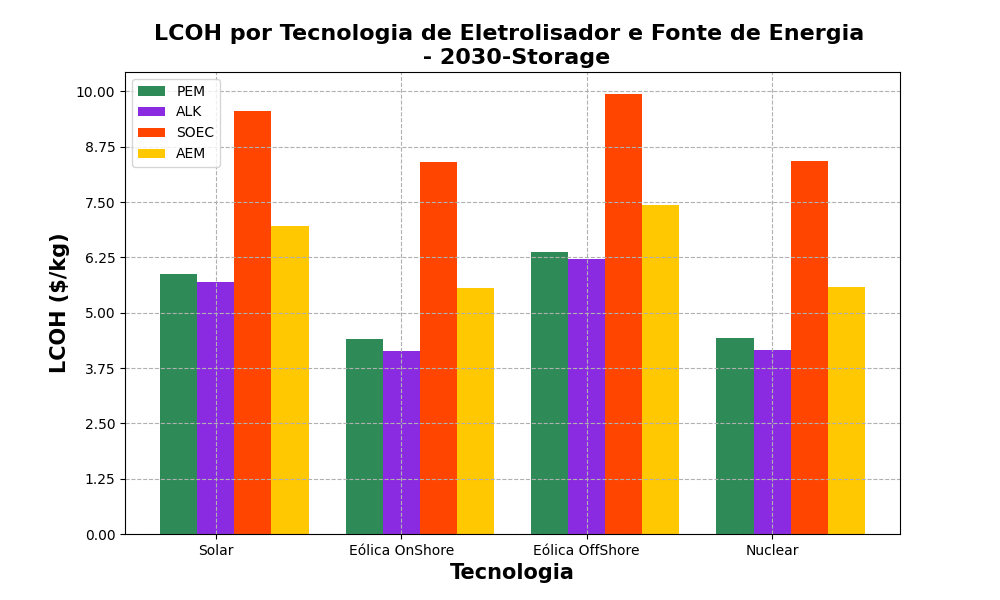 LCOH por Tecnologia de Eletrolisador e Fonte de Energia
- 2030-Storage
PEM
ALK
SOEC
AEM
LCOH ($/kg)
10.00
8.75
7.50
6.25
5.00
3.75
2.50
1.25
0.00
Solar
Eólica OnShore
Eólica OffShore
Nuclear
Tecnologia